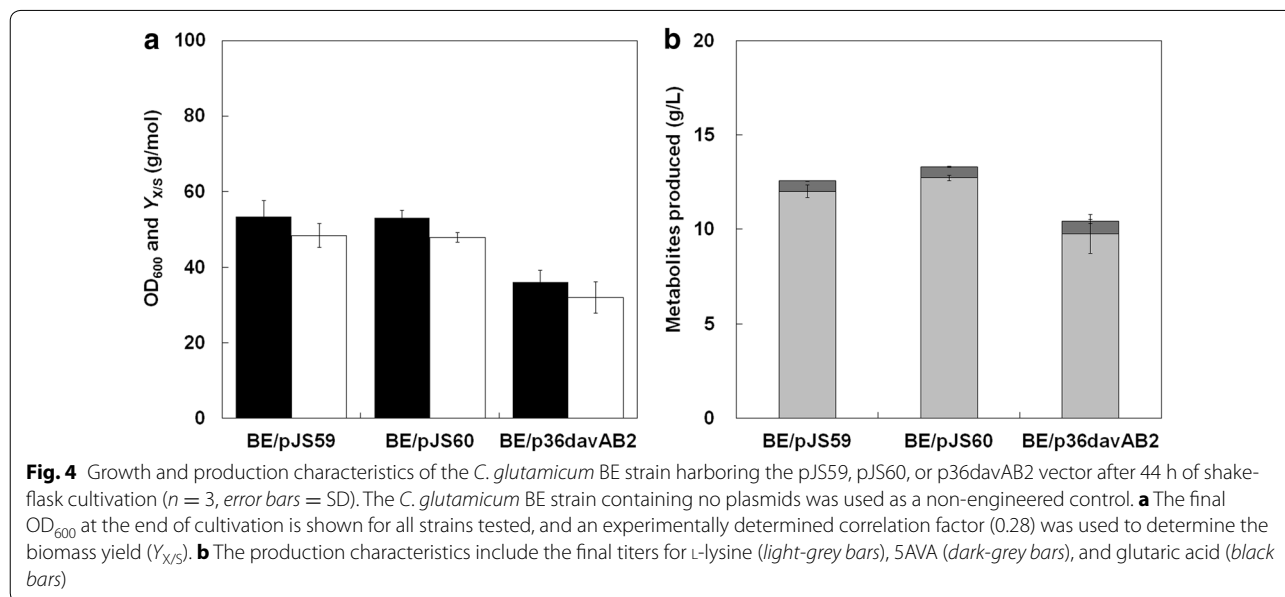 a
100
80
60
40
20
0
OD600 and YX/S (g/mol)
BE/pJS59 BE/pJS60 BE/p36davAB2
b
20
15
10
5
0
Metabolites produced (g/L)
BE/pJS59 BE/pJS60 BE/p36davAB2
Fig. 4 Growth and production characteristics of the C. glutamicum BE strain harboring the pJS59, pJS60, or p36davAB2 vector after 44 h of shake-
flask cultivation (n = 3, error bars = SD). The C. glutamicum BE strain containing no plasmids was used as a non-engineered control. a The final
OD600 at the end of cultivation is shown for all strains tested, and an experimentally determined correlation factor (0.28) was used to determine the
biomass yield (YX/S). b The production characteristics include the final titers for L-lysine (light-grey bars), 5AVA (dark-grey bars), and glutaric acid (black
bars)